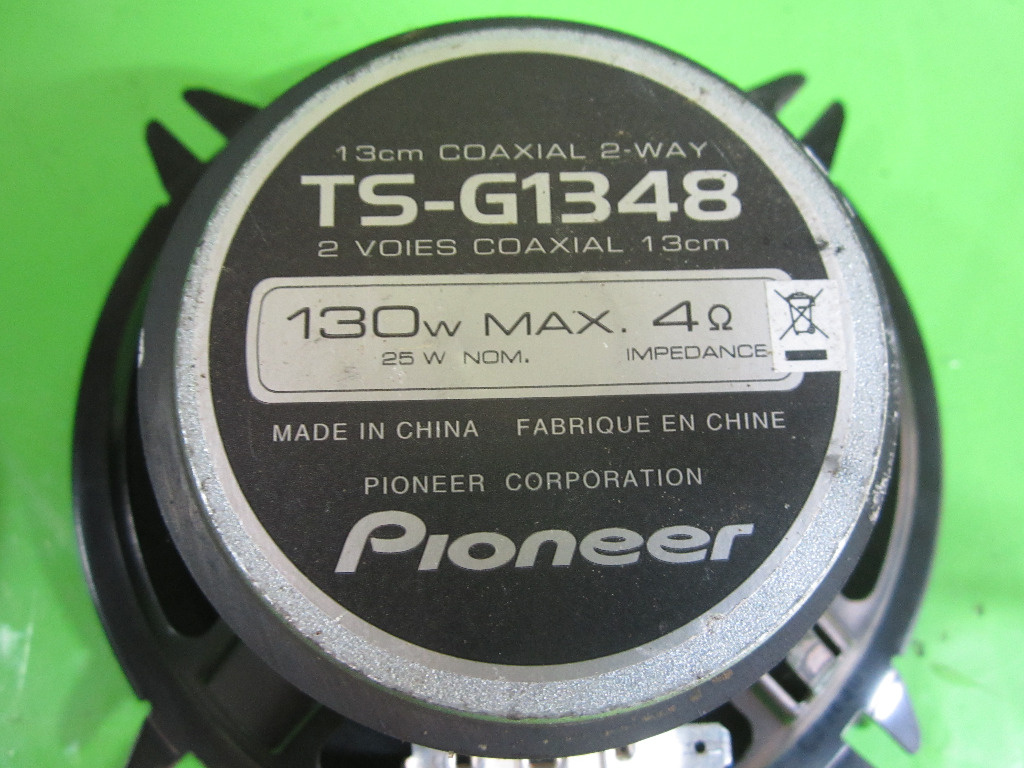 13cm COAXIAL 2-WAY
TS-G1348
2 VOIES COAXIAL 13cm
130W MAX. 4Ω
25 W NOM. IMPEDANCE
MADE IN CHINA FABRIQUE EN CHINE
PIONEER CORPORATION
Pioneer